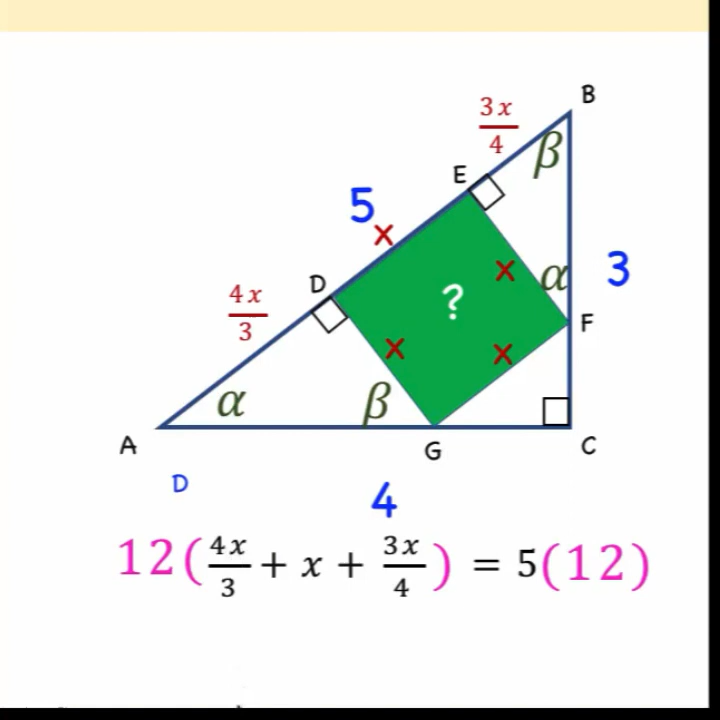 B
3x/4
β
E
5
x
D
4x/3
x
?
α
3
F
x
x
α
β
A
G
C
D
4
12(4x/3 + x + 3x/4) = 5(12)